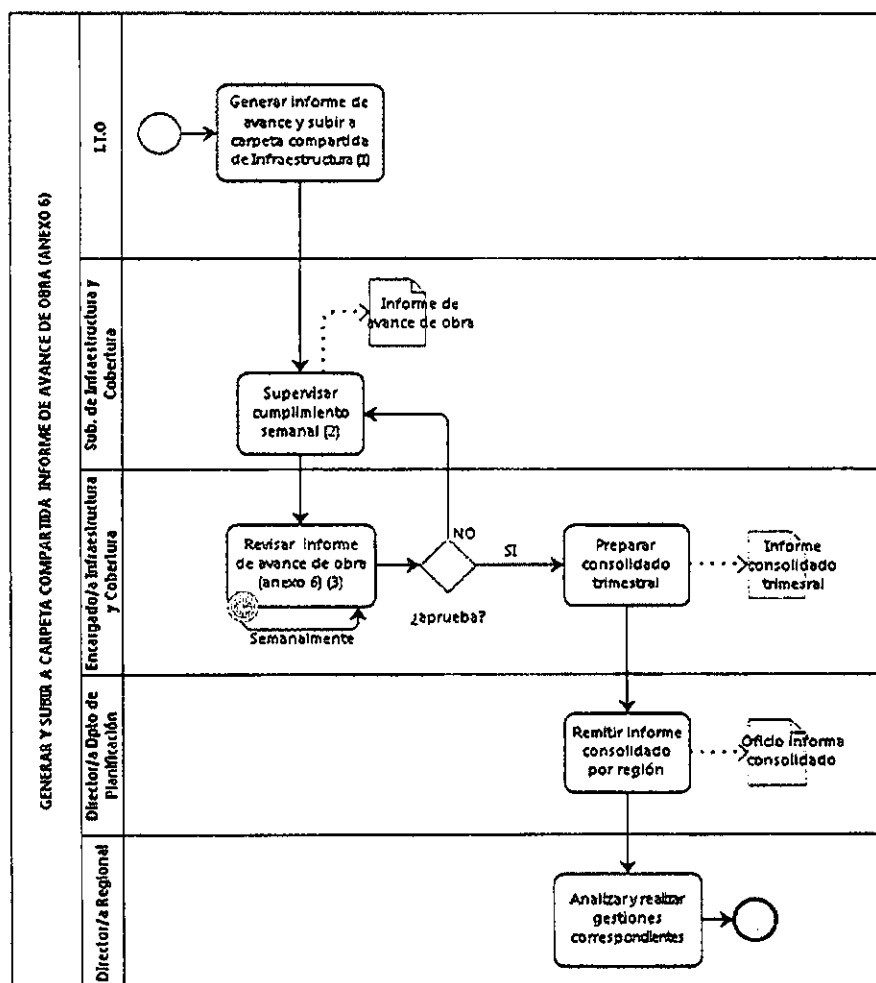 GENERAR Y SUBIR A CARPETA COMPARTIDA INFORME DE AVANCE DE OBRA (ANEXO 6)
I.T.O
Generar informe de
avance y subir a
carpeta compartida
de Infraestructura (1)
Sub. de Infraestructura y
Cobertura
Informe de
avance de obra
Supervisar
cumplimiento
semanal (2)
Encargado/a Infraestructura
y Cobertura
Revisar informe
de avance de obra
(anexo 6) (3)
Semanalmente
NO
SI
¿aprueba?
Preparar
consolidado
trimestral
Informe
consolidado
trimesral
Director/a Dpto de
Planificación
Remitir informe
consolidado
por región
Oficio informa
consolidado
Director/a Regional
Analizar y realizar
gestiones
correspondientes